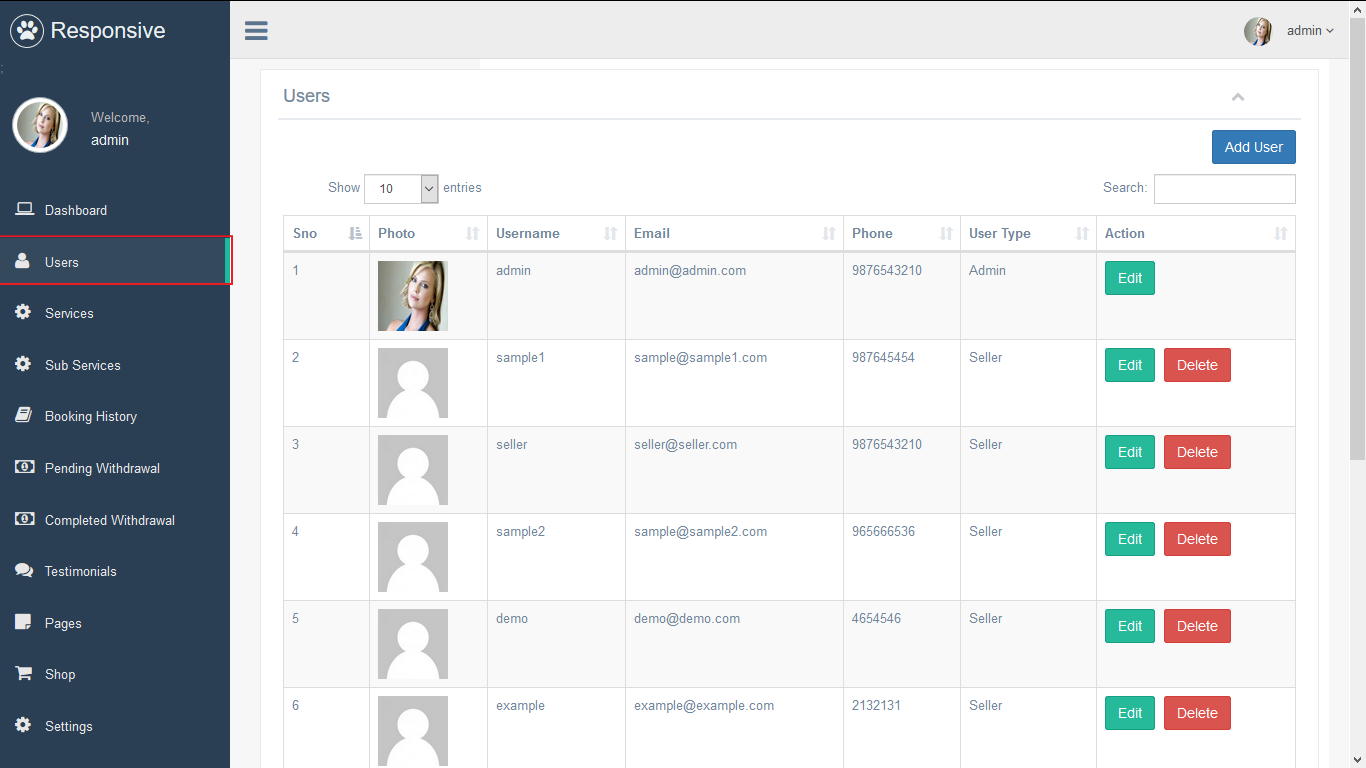 Responsive
admin
;
Welcome,
admin
Dashboard
Users
Services
Sub Services
Booking History
Pending Withdrawal
Completed Withdrawal
Testimonials
Pages
Shop
Settings
Users
Add User
Show 10 entries Search:
Sno Photo Username Email Phone User Type Action
1 admin admin@admin.com 9876543210 Admin Edit
2 sample1 sample@sample1.com 987645454 Seller Edit Delete
3 seller seller@seller.com 9876543210 Seller Edit Delete
4 sample2 sample@sample2.com 965666536 Seller Edit Delete
5 demo demo@demo.com 4654546 Seller Edit Delete
6 example example@example.com 2132131 Seller Edit Delete